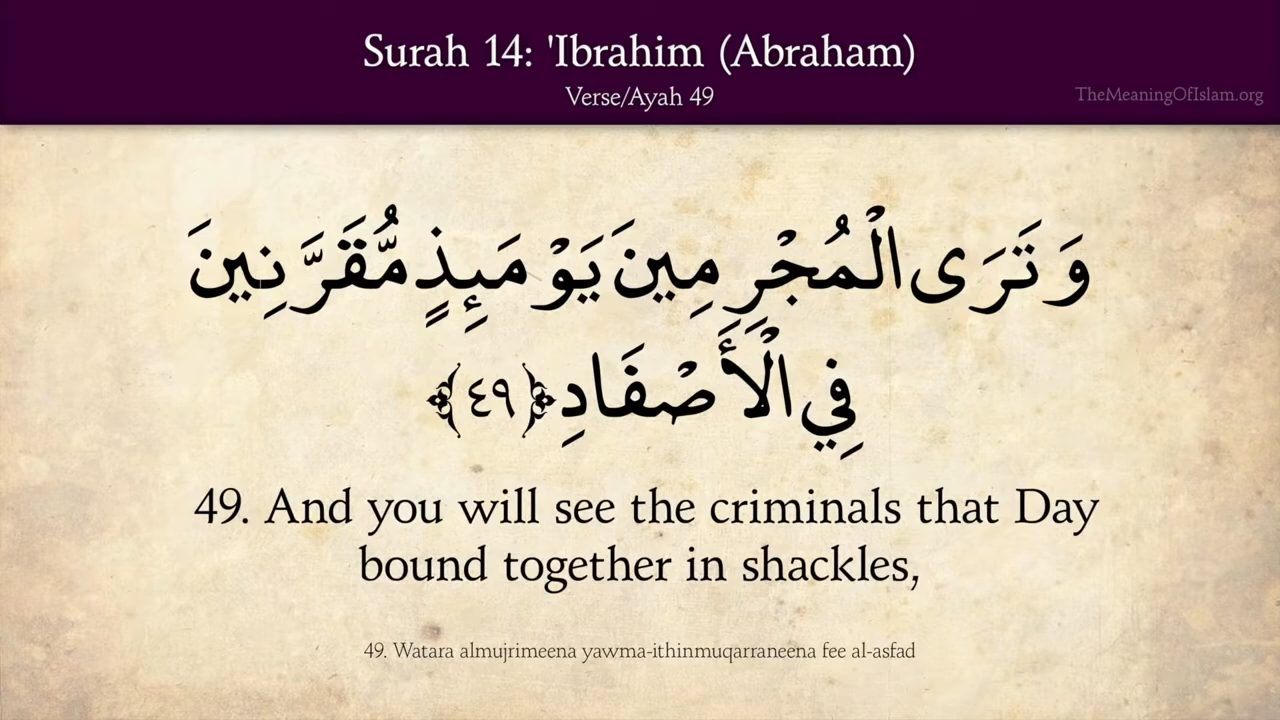 Surah 14: 'Ibrahim (Abraham)
Verse/Ayah 49
TheMeaningOfIslam.org
وَتَرَى الْمُجْرِمِينَ يَوْمَئِذٍ مُّقَرَّنِينَ
فِي الْأَصْفَادِ ﴿٤٩﴾
49. And you will see the criminals that Day
bound together in shackles,
49. Watara almujrimeena yawma-ithinmuqarraneena fee al-asfad